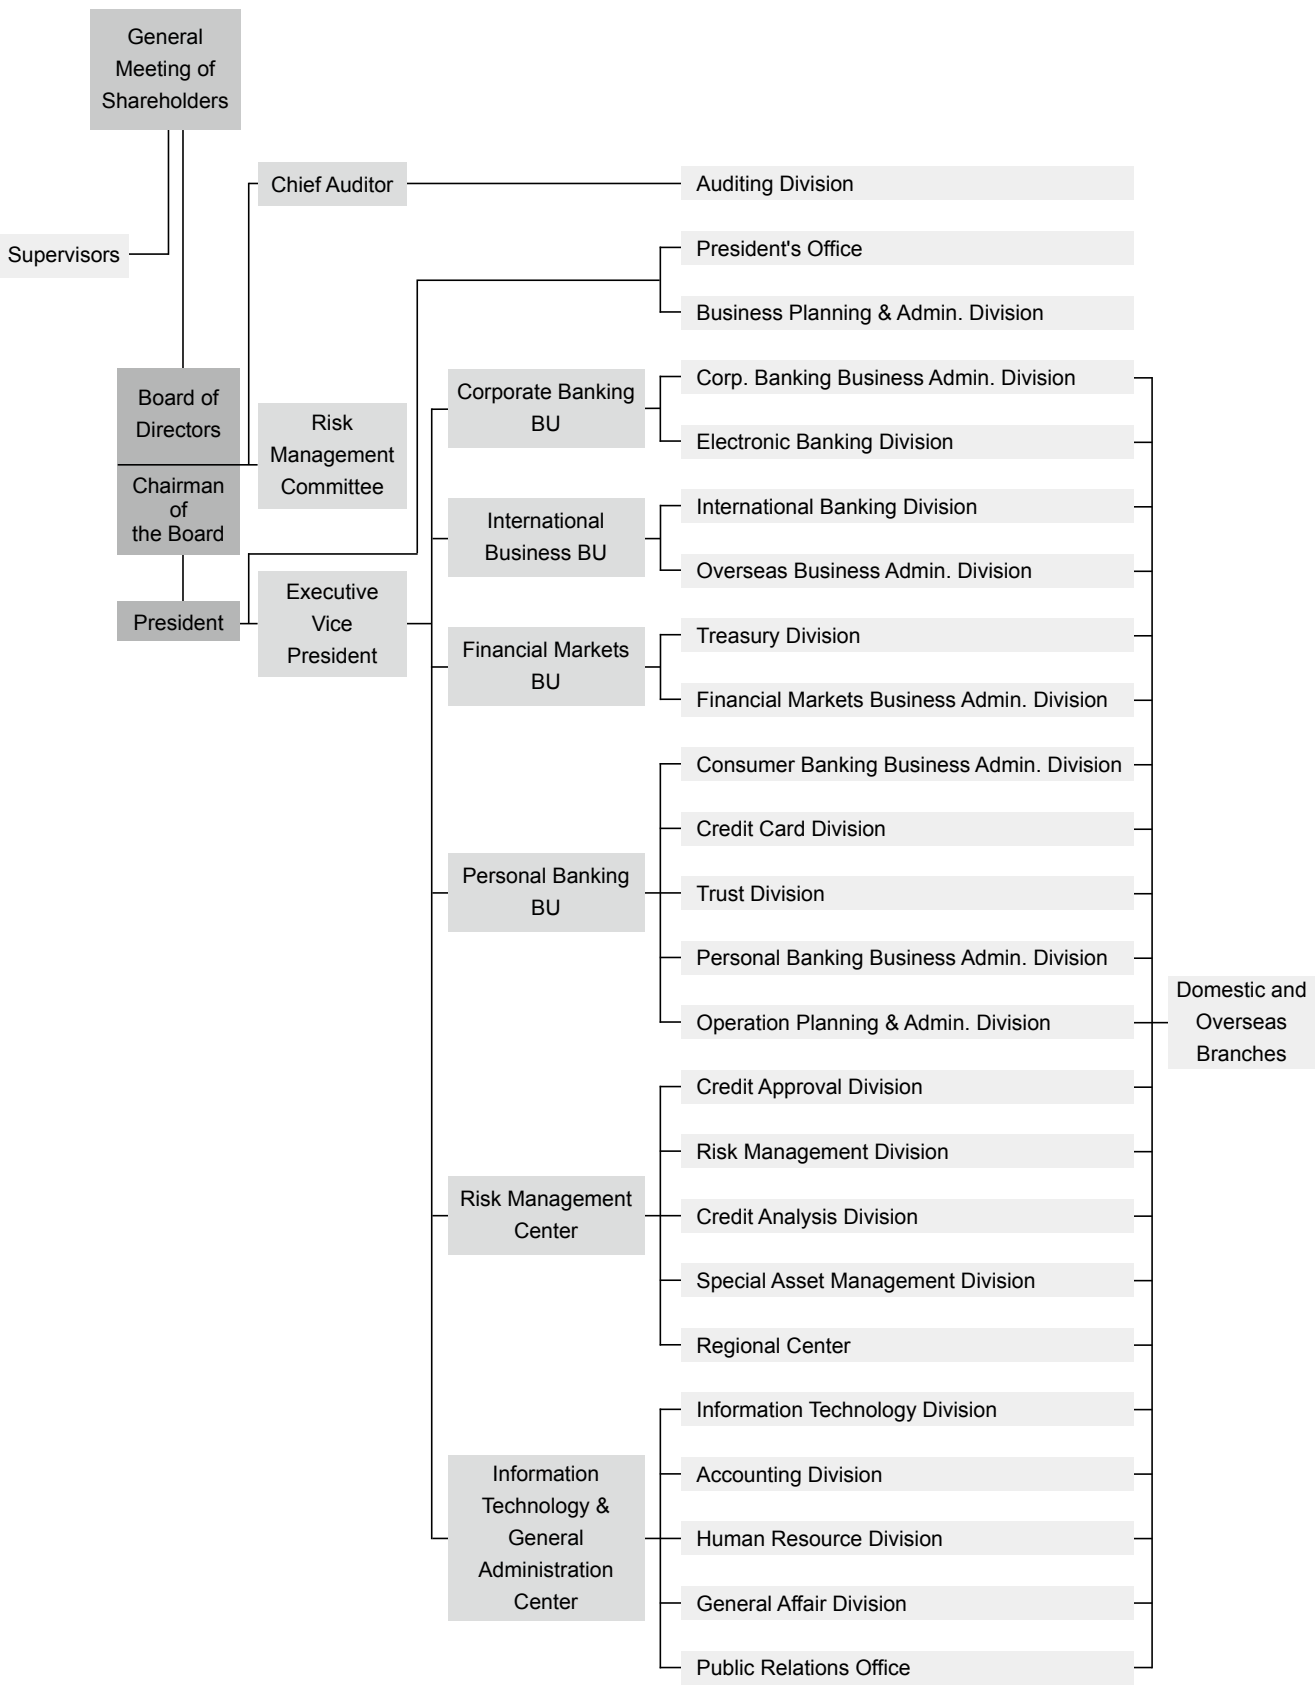 General
Meeting of
Shareholders
Chief Auditor
Auditing Division
Supervisors
President's Office
Business Planning & Admin. Division
Board of
Directors
Chairman
of
the Board
Risk
Management
Committee
President
Executive
Vice
President
Corporate Banking
BU
Corp. Banking Business Admin. Division
Electronic Banking Division
International
Business BU
International Banking Division
Overseas Business Admin. Division
Financial Markets
BU
Treasury Division
Financial Markets Business Admin. Division
Personal Banking
BU
Consumer Banking Business Admin. Division
Credit Card Division
Trust Division
Personal Banking Business Admin. Division
Operation Planning & Admin. Division
Risk Management
Center
Credit Approval Division
Risk Management Division
Credit Analysis Division
Special Asset Management Division
Regional Center
Information
Technology &
General
Administration
Center
Information Technology Division
Accounting Division
Human Resource Division
General Affair Division
Public Relations Office
Domestic and
Overseas
Branches